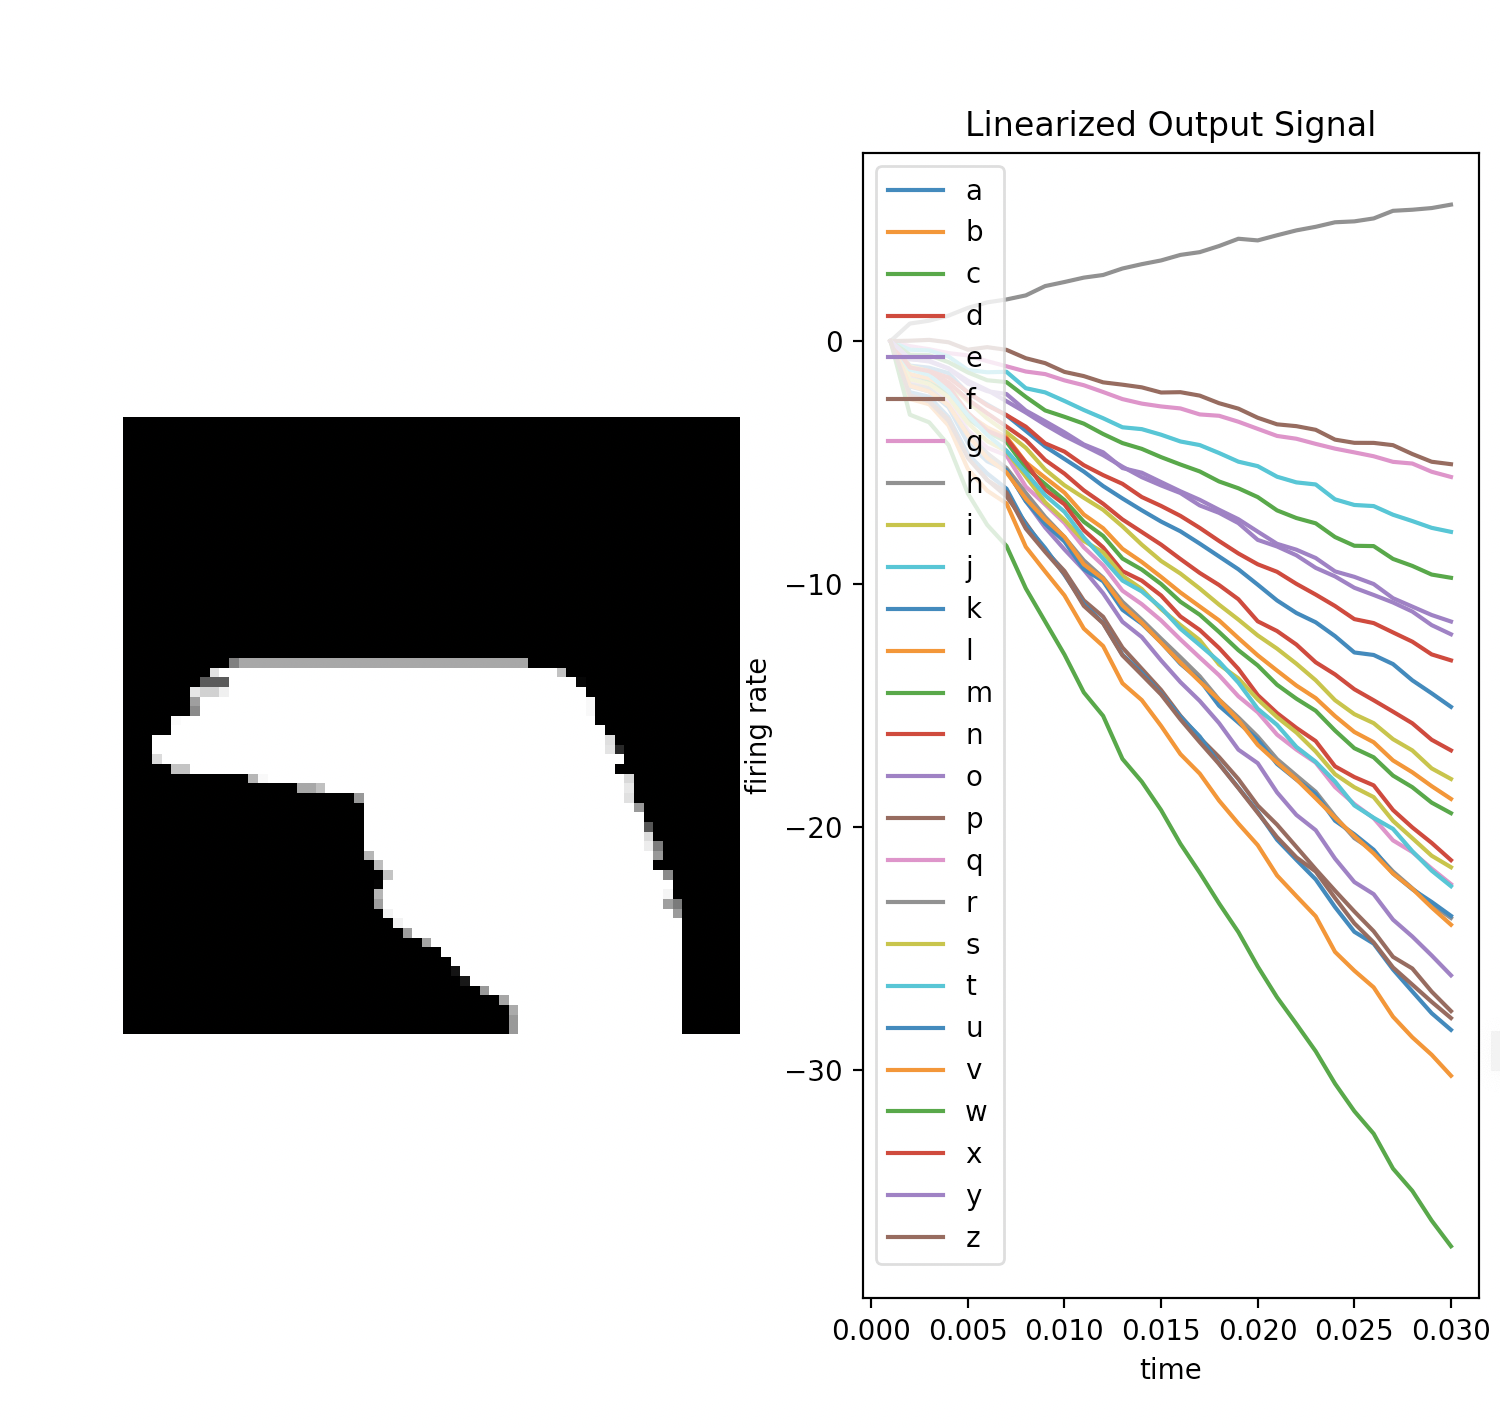 Linearized Output Signal
firing rate
0
−10
−20
−30
a
b
c
d
e
f
g
h
i
j
k
l
m
n
o
p
q
r
s
t
u
v
w
x
y
z
0.000 0.005 0.010 0.015 0.020 0.025 0.030
time